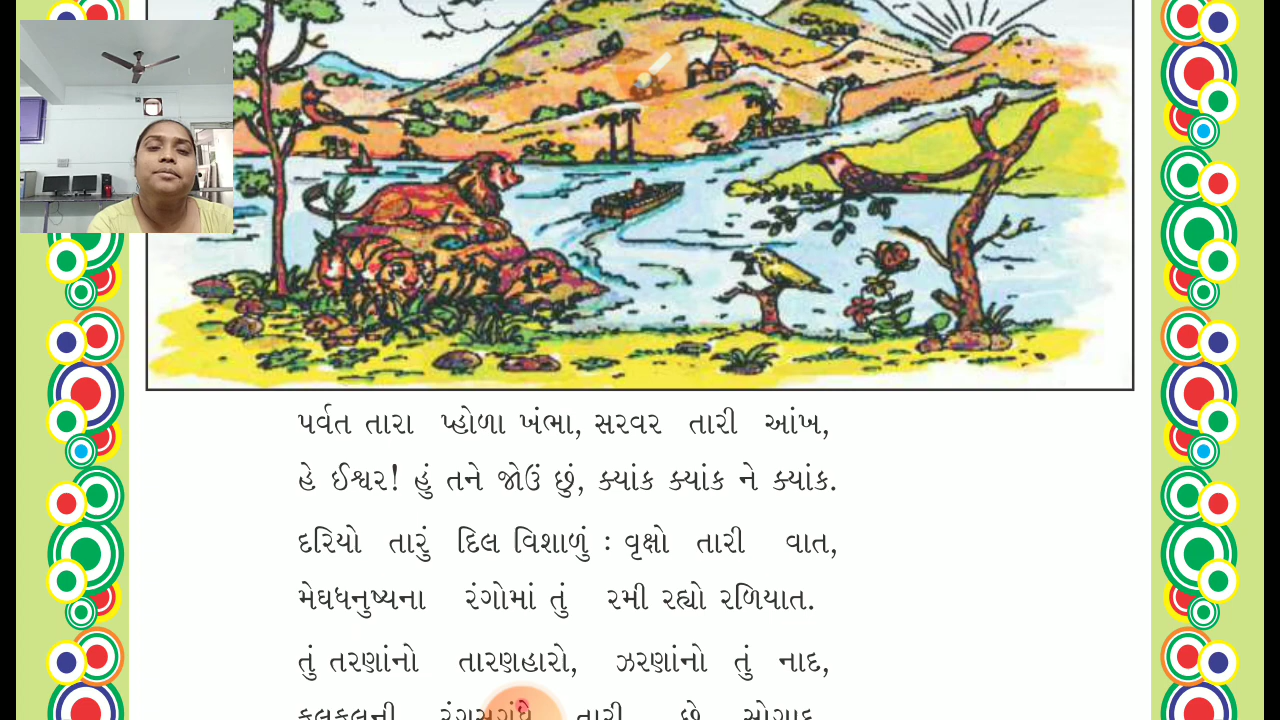 પર્વત તારા પ્હોળા ખંભા, સરવર તારી આંખ,
હે ઈશ્વર! હું તને જોઉં છું, ક્યાંક ક્યાંક ને ક્યાંક.
દરિયો તારું દિલ વિશાળું : વૃક્ષો તારી વાત,
મેઘધનુષ્યના રંગોમાં તું રમી રહ્યો રળિયાત.
તું તરણાંનો તારણહારો, ઝરણાંનો તું નાદ,
તારી છે